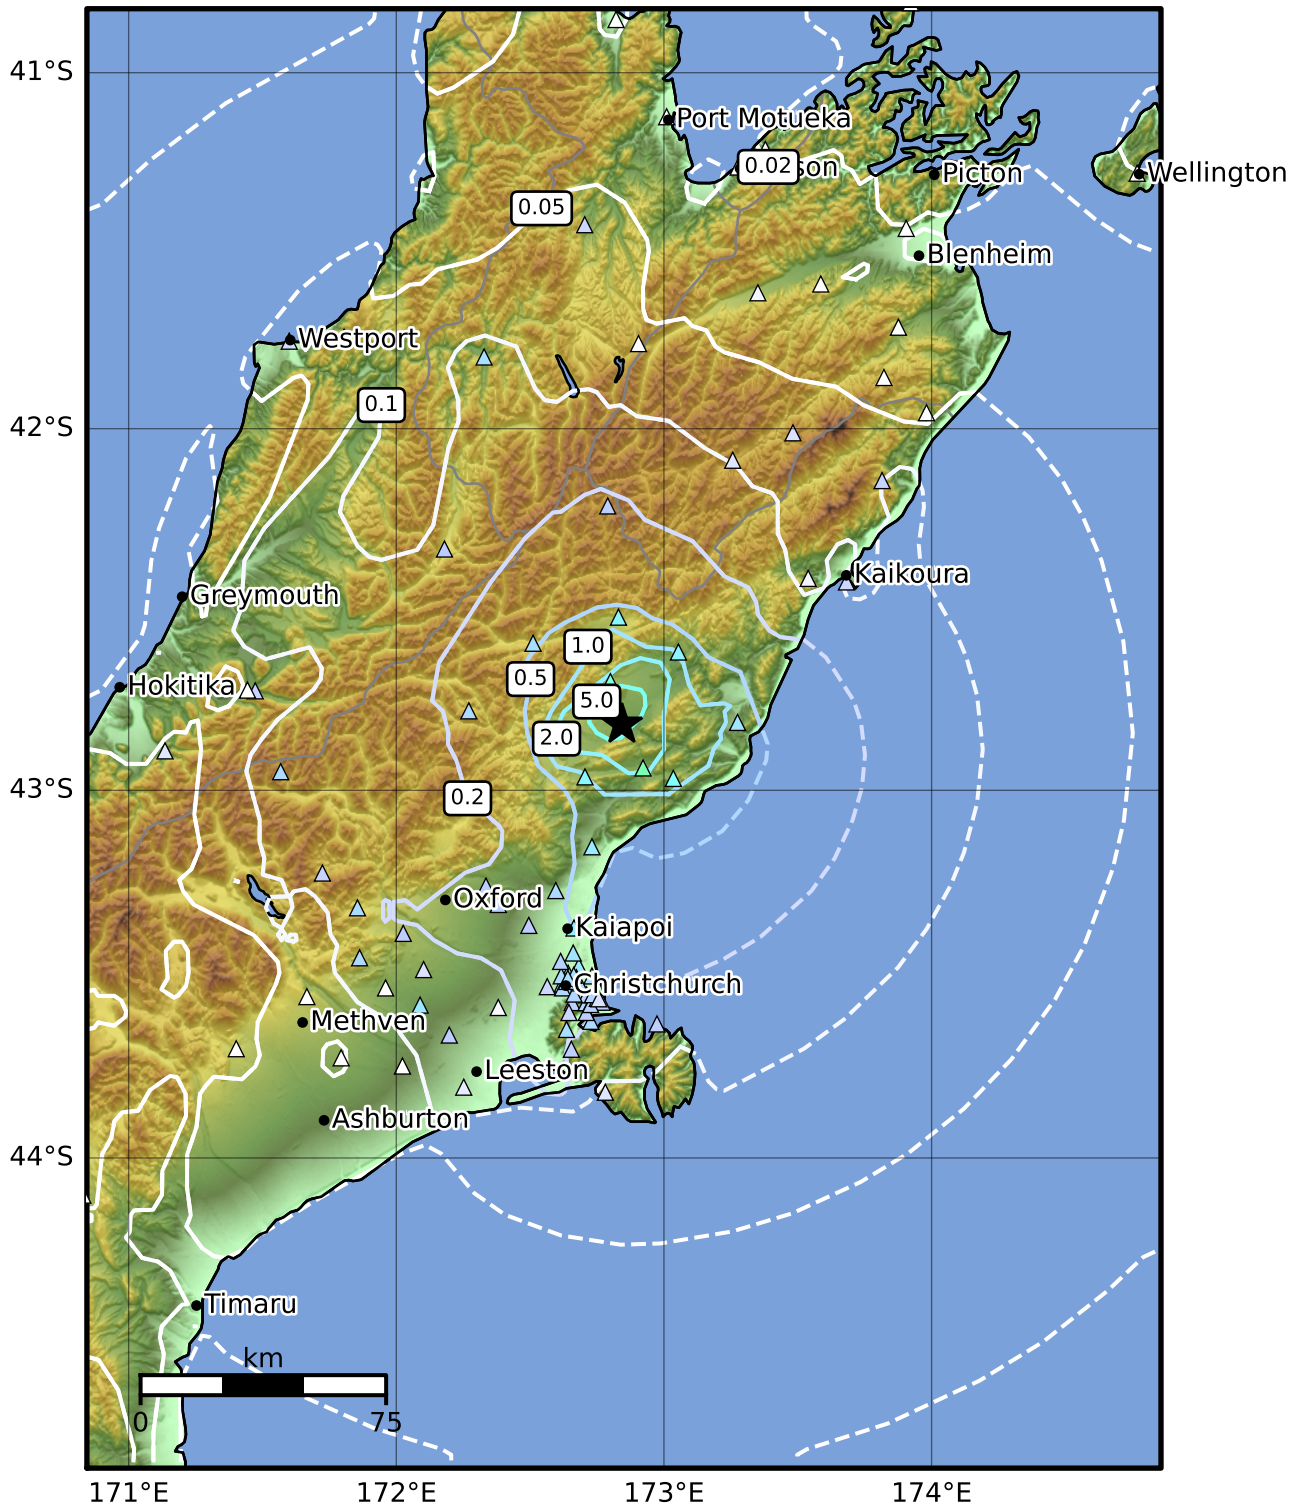 41°S
Port Motueka
0.02
son
Picton
Wellington
0.05
Blenheim
Westport
0.1
42°S
Kaikoura
Greymouth
1.0
0.5
Hokitika
5.0
2.0
43°S
0.2
Oxford
Kaiapoi
Christchurch
Methven
Leeston
Ashburton
44°S
Timaru
km
0
75
171°E
172°E
173°E
174°E